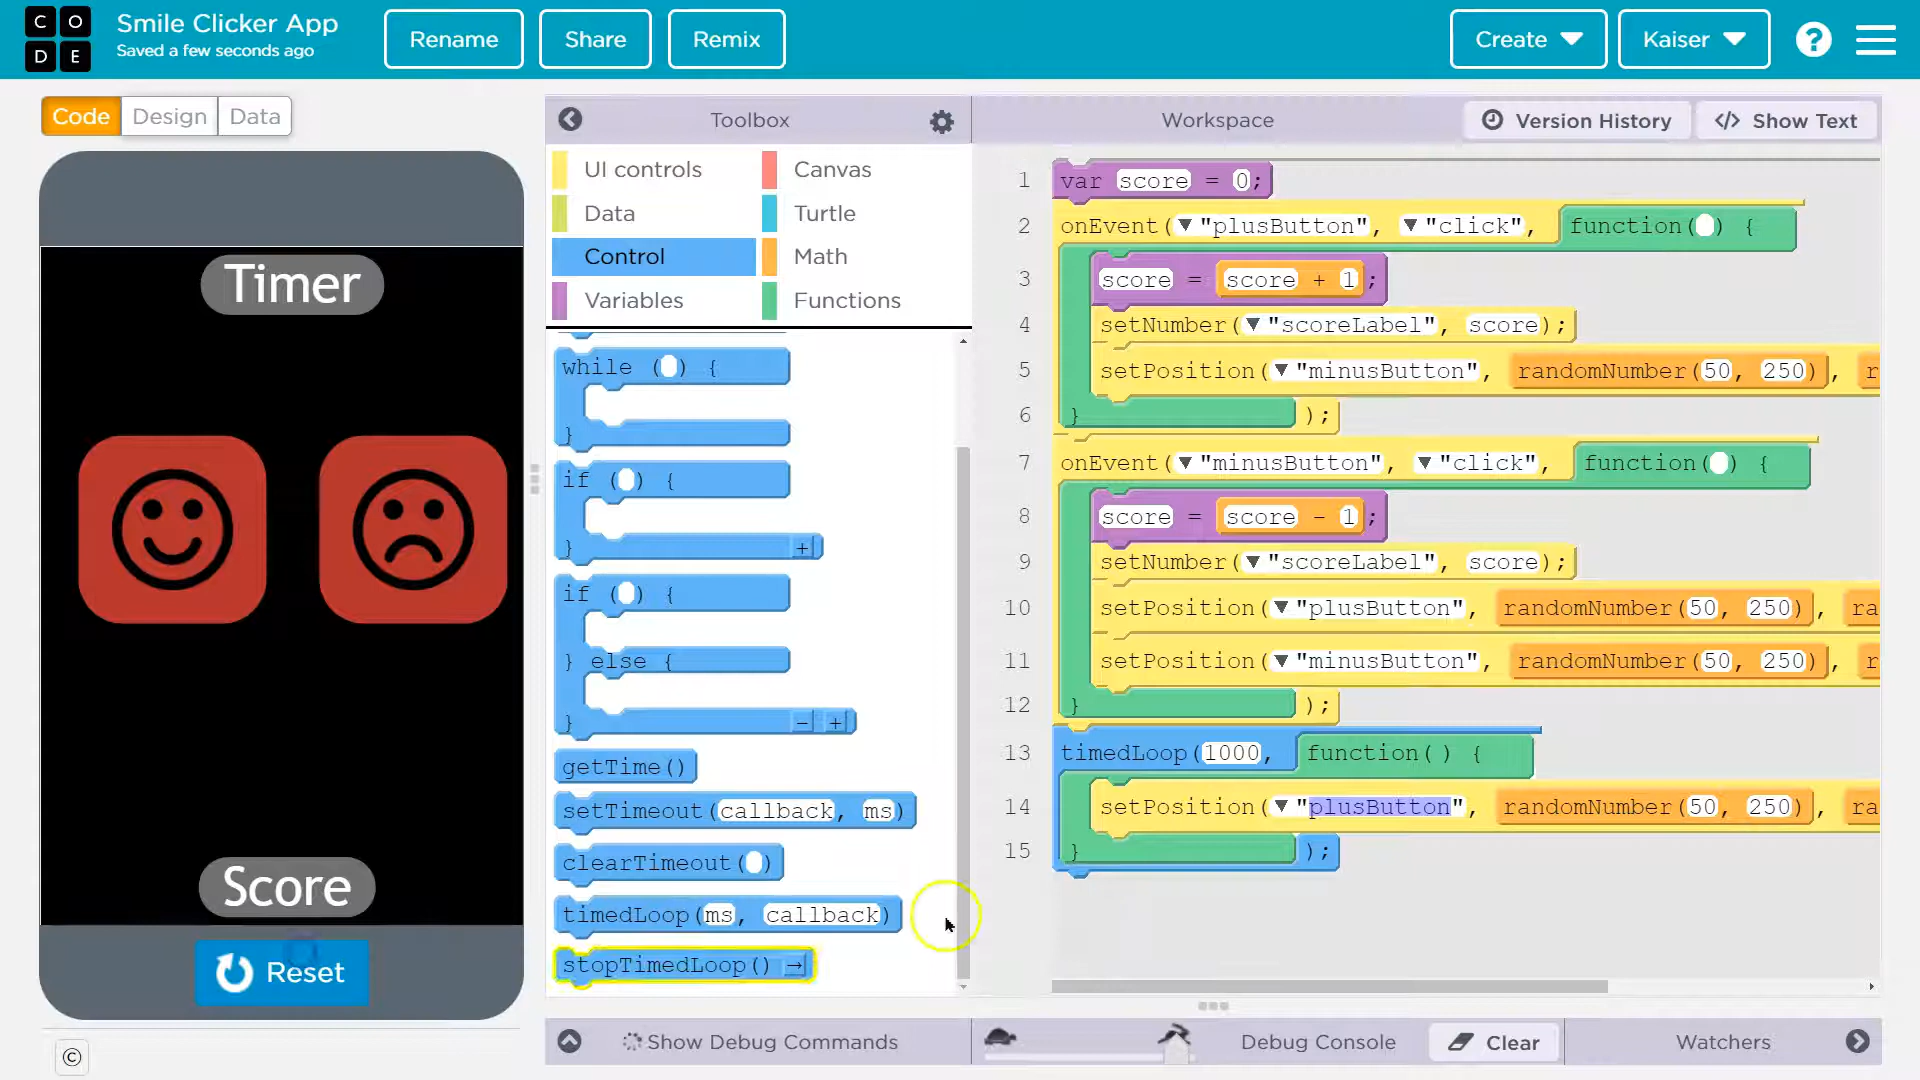 CODE
Smile Clicker App
Saved a few seconds ago
Rename
Share
Remix
Create
Kaiser
?
Code
Design
Data
Toolbox
Workspace
Version History
</> Show Text
Timer
Score
Reset
©
UI controls
Canvas
Data
Turtle
Control
Math
Variables
Functions
while () {
}
if () {
} +
if () {
} else {
} - +
getTime()
setTimeout(callback, ms)
clearTimeout()
timedLoop(ms, callback)
stopTimedLoop() →
1 var score = 0;
2 onEvent(▼"plusButton", ▼"click", function() {
3 score = score + 1;
4 setNumber(▼"scoreLabel", score);
5 setPosition(▼"minusButton", randomNumber(50, 250), r
6 } );
7 onEvent(▼"minusButton", ▼"click", function() {
8 score = score - 1;
9 setNumber(▼"scoreLabel", score);
10 setPosition(▼"plusButton", randomNumber(50, 250), ra
11 setPosition(▼"minusButton", randomNumber(50, 250), r
12 } );
13 timedLoop(1000, function() {
14 setPosition(▼"plusButton", randomNumber(50, 250), ra
15 } );
Show Debug Commands
Debug Console
Clear
Watchers